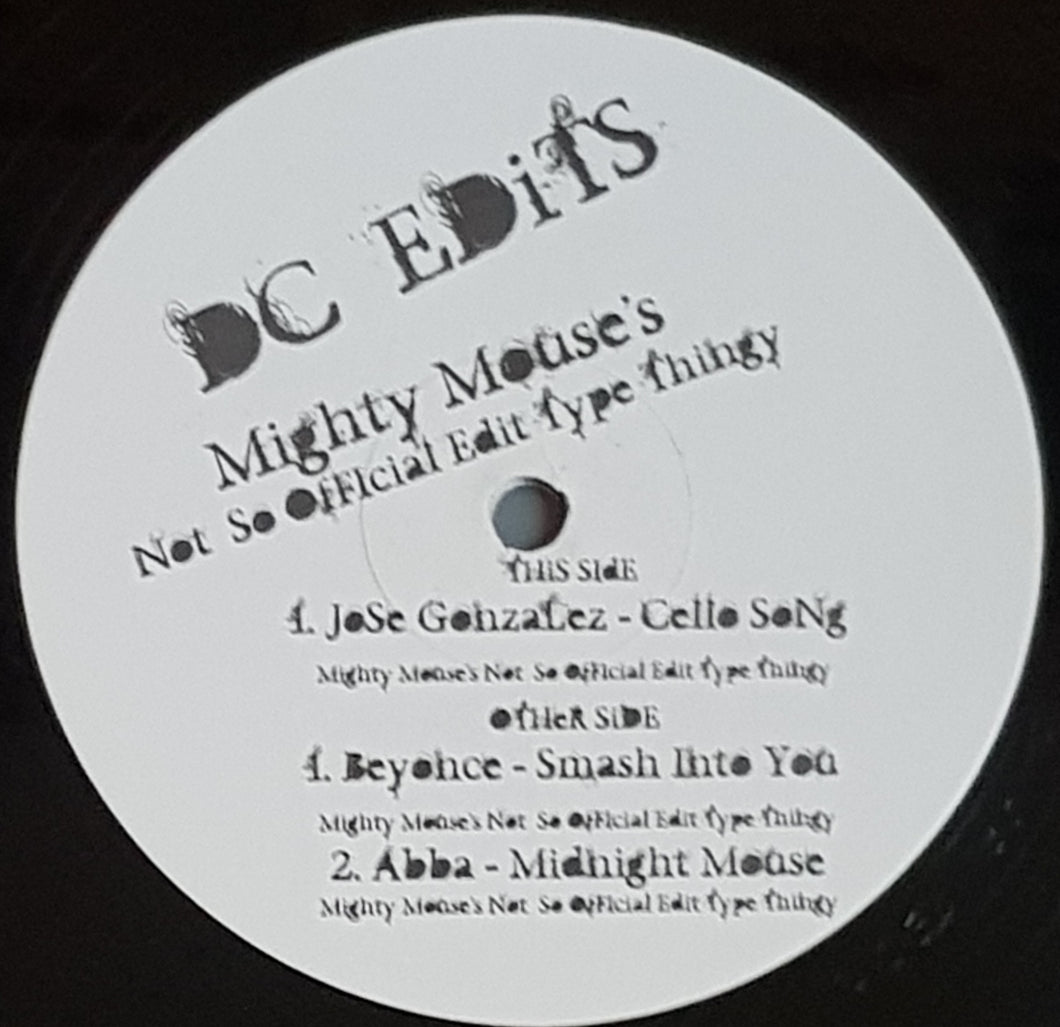 DC EDiTS
Mighty Mouse's
Not So OfFIcial Edit Type Thingy
THiS SIdE
1. JoSe GonzaLez - Cello SoNg
Mighty Mouse's Not So OfFIcial Edit Type Thingy
OTHeR SiDE
1. Beyonce - Smash Into You
Mighty Mouse's Not So OfFIcial Edit Type Thingy
2. Abba - Midnight Mouse
Mighty Mouse's Not So OfFIcial Edit Type Thingy